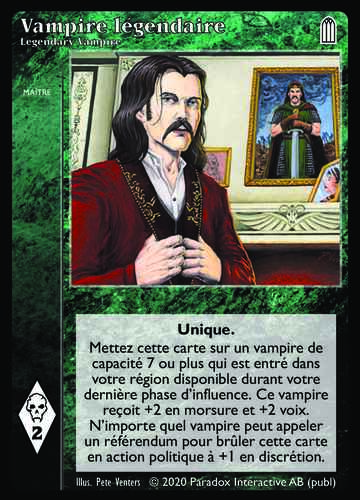 Vampire légendaire
Legendary Vampire
MAÎTRE
Unique.
Mettez cette carte sur un vampire de
capacité 7 ou plus qui est entré dans
votre région disponible durant votre
dernière phase d'influence. Ce vampire
reçoit +2 en morsure et +2 voix.
N'importe quel vampire peut appeler
un référendum pour brûler cette carte
en action politique à +1 en discrétion.
2
Illus. Pete Venters © 2020 Paradox Interactive AB (publ)